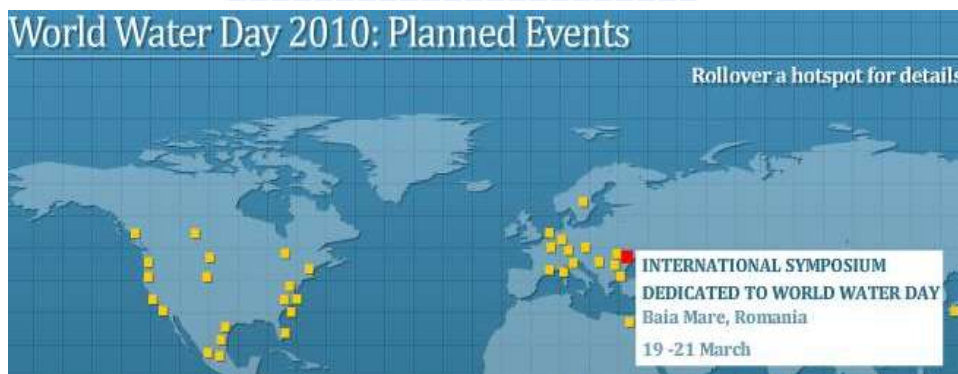 World Water Day 2010: Planned Events
Rollover a hotspot for details
INTERNATIONAL SYMPOSIUM
DEDICATED TO WORLD WATER DAY
Baia Mare, Romania
19 -21 March